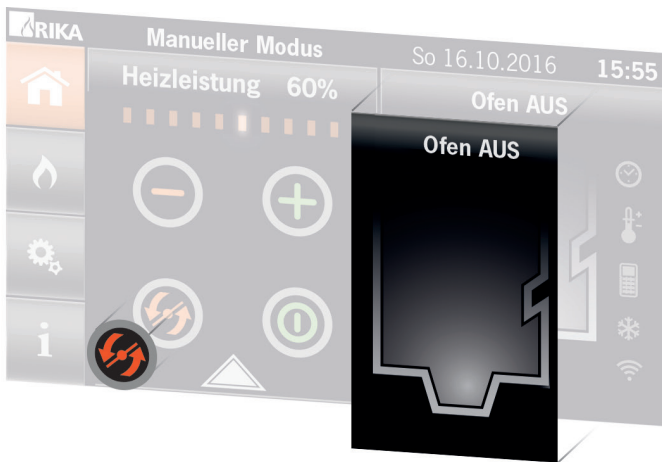 RIKA
Manueller Modus
So 16.10.2016 15:55
Heizleistung 60%
Ofen AUS
Ofen AUS
i